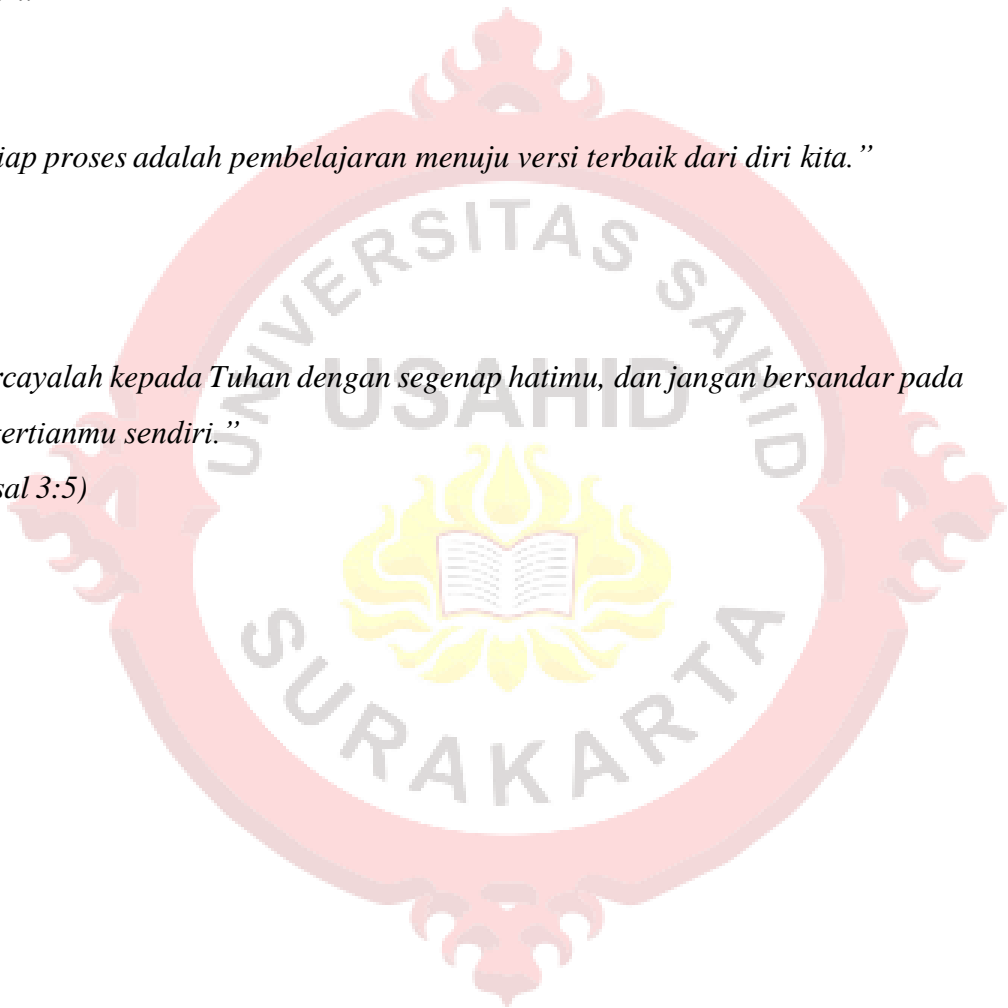 iap proses adalah pembelajaran menuju versi terbaik dari diri kita.”
rcayalah kepada Tuhan dengan segenap hatimu, dan jangan bersandar pada
ertianmu sendiri.”
sal 3:5)
UNIVERSITAS SAHID
USAHID
SURAKARTA